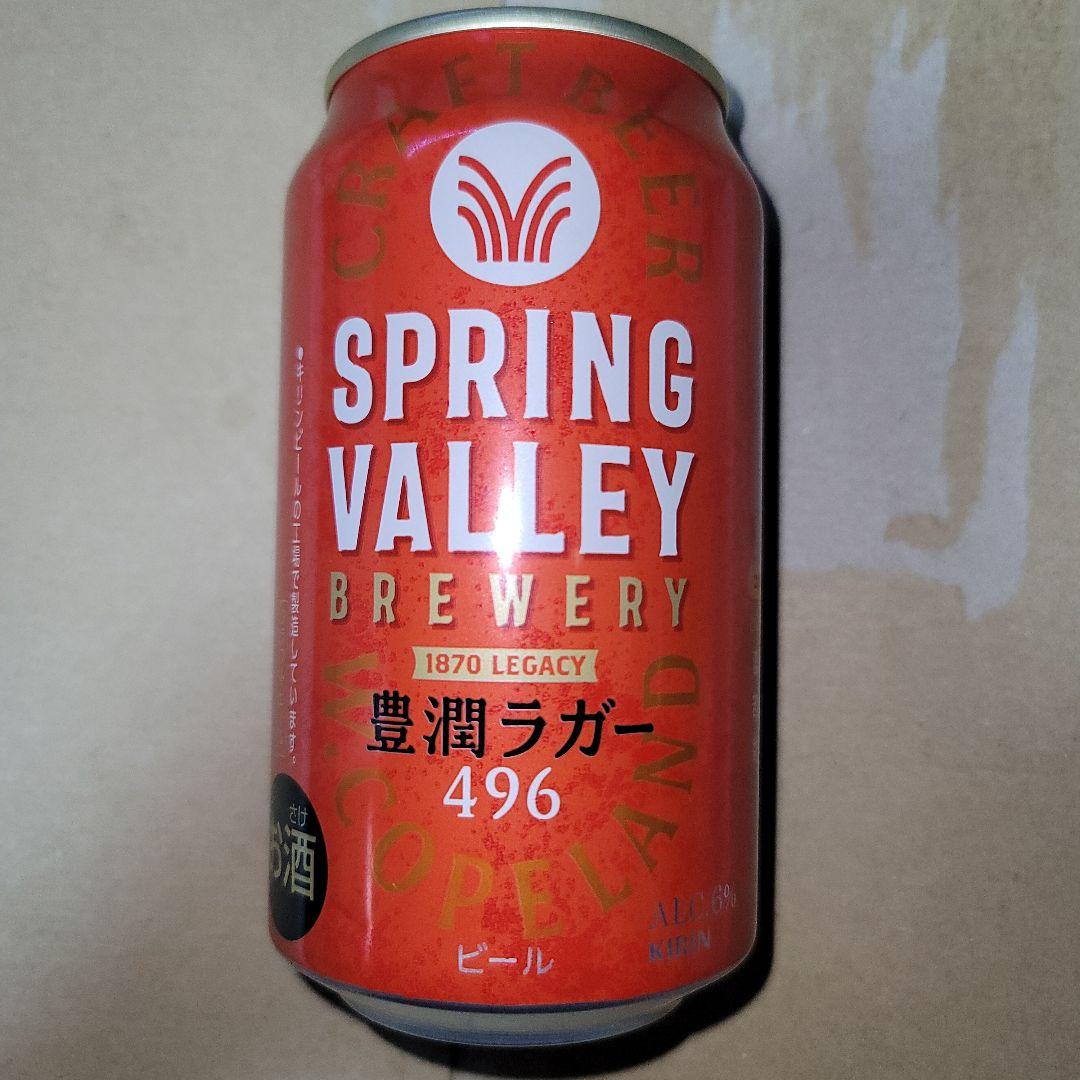 CRAFT BEER
SPRING
VALLEY
BREWERY
1870 LEGACY
豊潤ラガー
496
W.COPELAND
ALC.6%
KIRIN
ビール
●キリンビールの工場で製造しています。
さけ
お酒